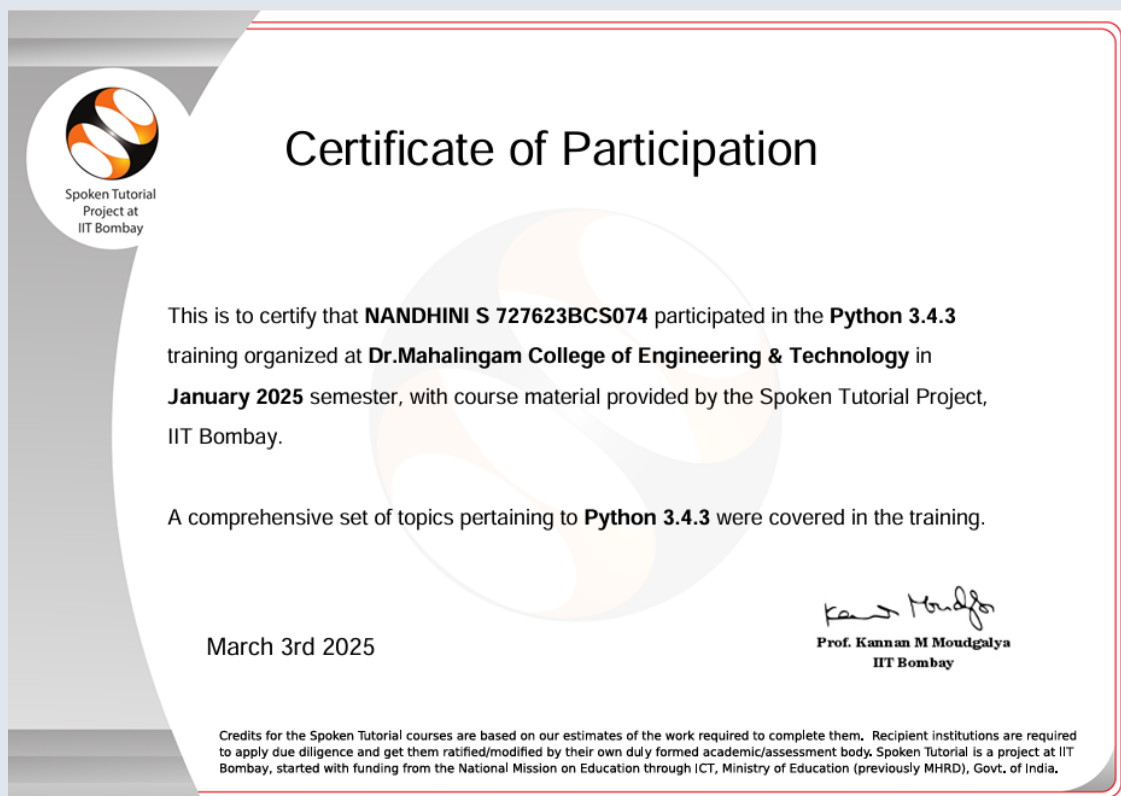 Spoken Tutorial
Project at
IIT Bombay
Certificate of Participation
This is to certify that NANDHINI S 727623BCS074 participated in the Python 3.4.3
training organized at Dr.Mahalingam College of Engineering & Technology in
January 2025 semester, with course material provided by the Spoken Tutorial Project,
IIT Bombay.
A comprehensive set of topics pertaining to Python 3.4.3 were covered in the training.
March 3rd 2025
Prof. Kannan M Moudgalya
IIT Bombay
Credits for the Spoken Tutorial courses are based on our estimates of the work required to complete them. Recipient institutions are required
to apply due diligence and get them ratified/modified by their own duly formed academic/assessment body. Spoken Tutorial is a project at IIT
Bombay, started with funding from the National Mission on Education through ICT, Ministry of Education (previously MHRD), Govt. of India.